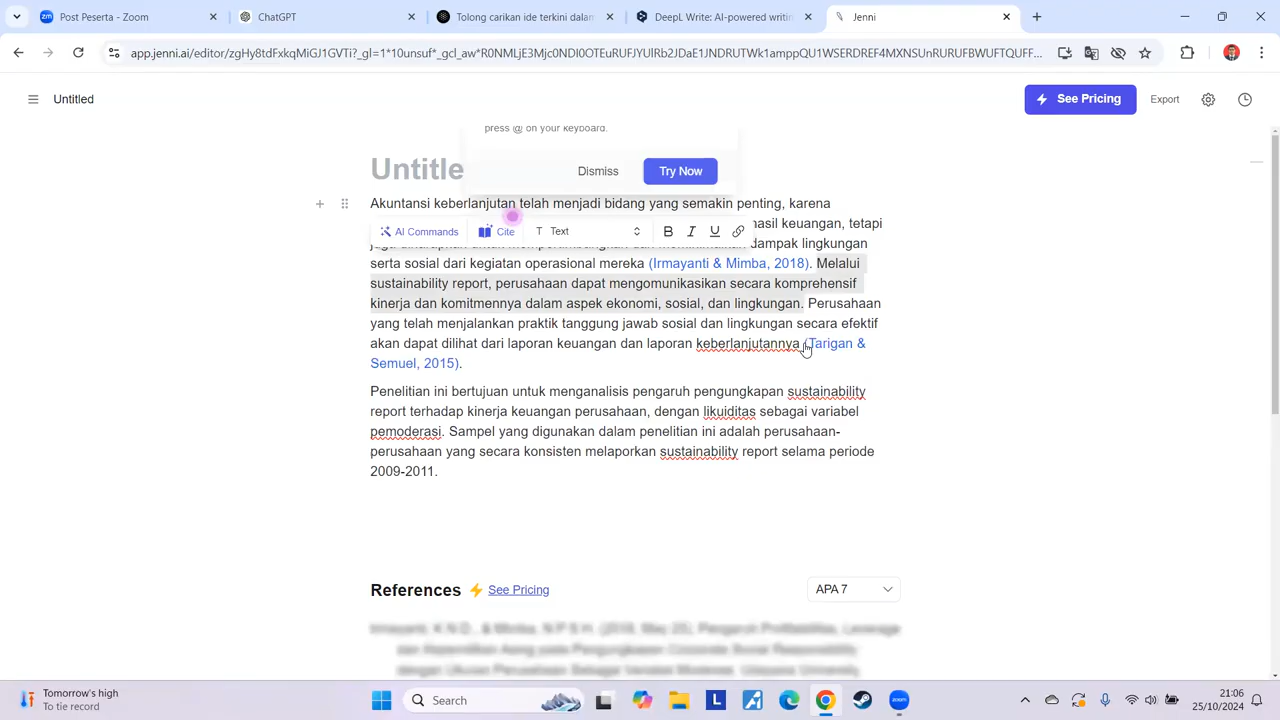 Post Peserta - Zoom
ChatGPT
Tolong carikan ide terkini dalam
DeepL Write: AI-powered writing
Jenni
app.jenni.ai/editor/zgHy8tdFxkqMiGJ1GVTi?_gl=1*10unsuf*_gcl_aw*R0NMLjE3Mjc0NDI0OTEuRUFJYUlRb2JDaE1JNDRUTWk1amppQU1WSERDREF4MXNSUnRURUFBWUFTQUFF...
Untitled
See Pricing
Export
press @ on your keyboard.
Untitle
Dismiss
Try Now
Akuntansi keberlanjutan telah menjadi bidang yang semakin penting, karena
hasil keuangan, tetapi
AI Commands
Cite
T Text
B I U
dampak lingkungan
serta sosial dari kegiatan operasional mereka (Irmayanti & Mimba, 2018). Melalui
sustainability report, perusahaan dapat mengomunikasikan secara komprehensif
kinerja dan komitmennya dalam aspek ekonomi, sosial, dan lingkungan. Perusahaan
yang telah menjalankan praktik tanggung jawab sosial dan lingkungan secara efektif
akan dapat dilihat dari laporan keuangan dan laporan keberlanjutannya (Tarigan &
Semuel, 2015).
Penelitian ini bertujuan untuk menganalisis pengaruh pengungkapan sustainability
report terhadap kinerja keuangan perusahaan, dengan likuiditas sebagai variabel
pemoderasi. Sampel yang digunakan dalam penelitian ini adalah perusahaan-
perusahaan yang secara konsisten melaporkan sustainability report selama periode
2009-2011.
References
See Pricing
APA 7
Tomorrow's high
To tie record
Search
21:06
25/10/2024